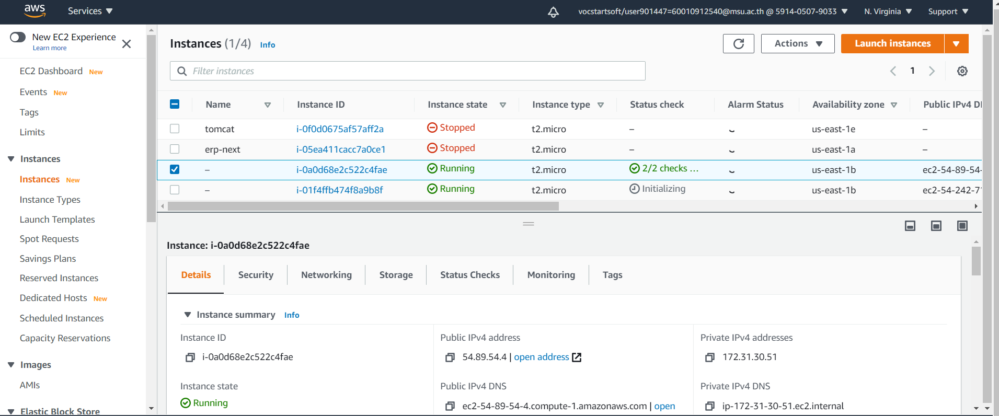 aws
Services
vocstartsoft/user901447=60010912540@msu.ac.th @ 5914-0507-9033
N. Virginia
Support
New EC2 Experience
Learn more
EC2 Dashboard New
Events New
Tags
Limits
Instances
Instances New
Instance Types
Launch Templates
Spot Requests
Savings Plans
Reserved Instances
Dedicated Hosts New
Scheduled Instances
Capacity Reservations
Images
AMIs
Elastic Block Store
Instances (1/4) Info
Actions
Launch instances
Filter instances
1
Name Instance ID Instance state Instance type Status check Alarm Status Availability zone Public IPv4 D
tomcat i-0f0d0675af57aff2a Stopped t2.micro – us-east-1e –
erp-next i-05ea411cacc7a0ce1 Stopped t2.micro – us-east-1a –
– i-0a0d68e2c522c4fae Running t2.micro 2/2 checks ... us-east-1b ec2-54-89-54-
– i-01f4ffb474f8a9b8f Running t2.micro Initializing us-east-1b ec2-54-242-7
Instance: i-0a0d68e2c522c4fae
Details Security Networking Storage Status Checks Monitoring Tags
Instance summary Info
Instance ID
i-0a0d68e2c522c4fae
Public IPv4 address
54.89.54.4 | open address
Private IPv4 addresses
172.31.30.51
Instance state
Running
Public IPv4 DNS
ec2-54-89-54-4.compute-1.amazonaws.com | open
Private IPv4 DNS
ip-172-31-30-51.ec2.internal